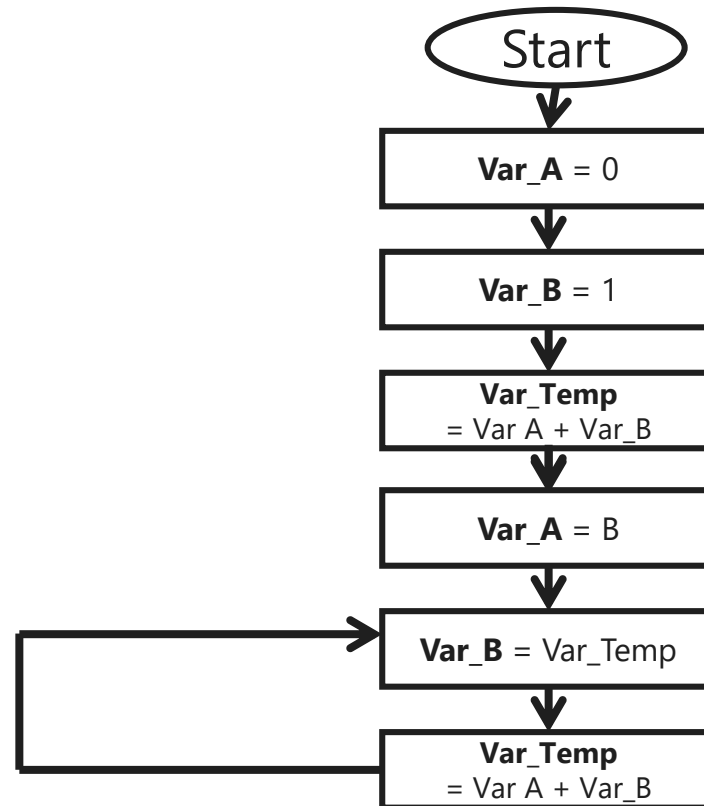 Start
Var_A = 0
Var_B = 1
Var_Temp
= Var A + Var_B
Var_A = B
Var_B = Var_Temp
Var_Temp
= Var A + Var_B